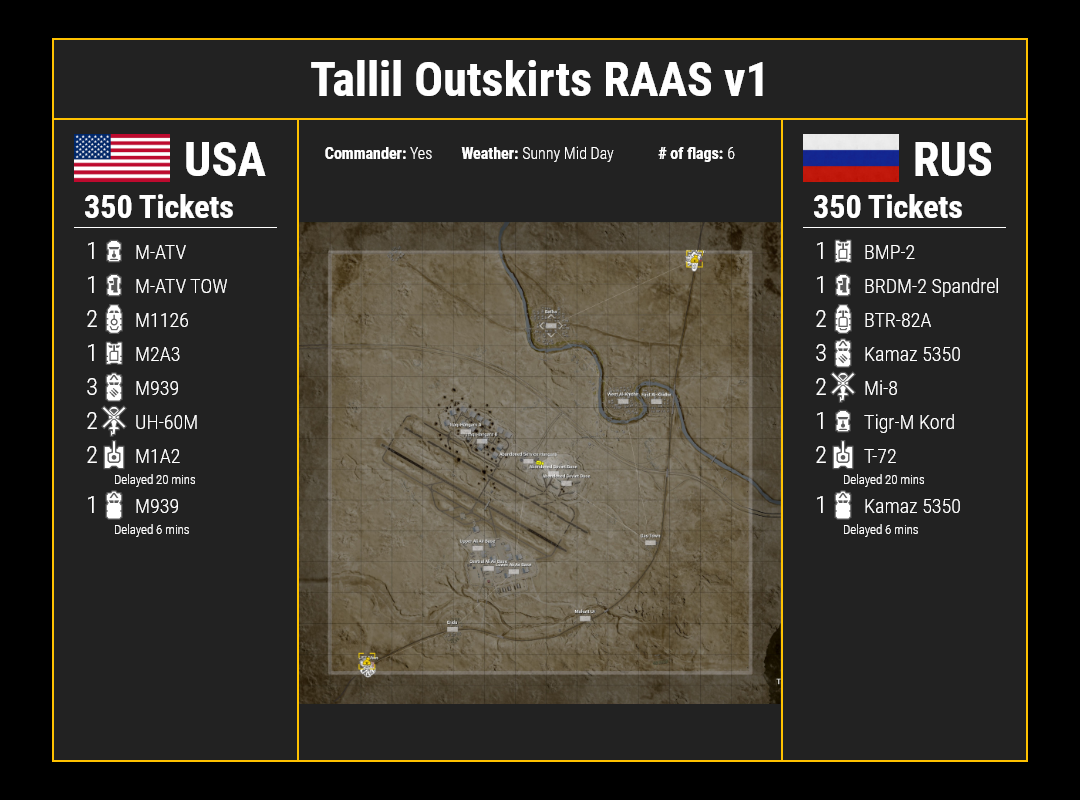 Tallil Outskirts RAAS v1
USA
350 Tickets
1 M-ATV
1 M-ATV TOW
2 M1126
1 M2A3
3 M939
2 UH-60M
2 M1A2
Delayed 20 mins
1 M939
Delayed 6 mins
Commander: Yes Weather: Sunny Mid Day # of flags: 6
RUS
350 Tickets
1 BMP-2
1 BRDM-2 Spandrel
2 BTR-82A
3 Kamaz 5350
2 Mi-8
1 Tigr-M Kord
2 T-72
Delayed 20 mins
1 Kamaz 5350
Delayed 6 mins